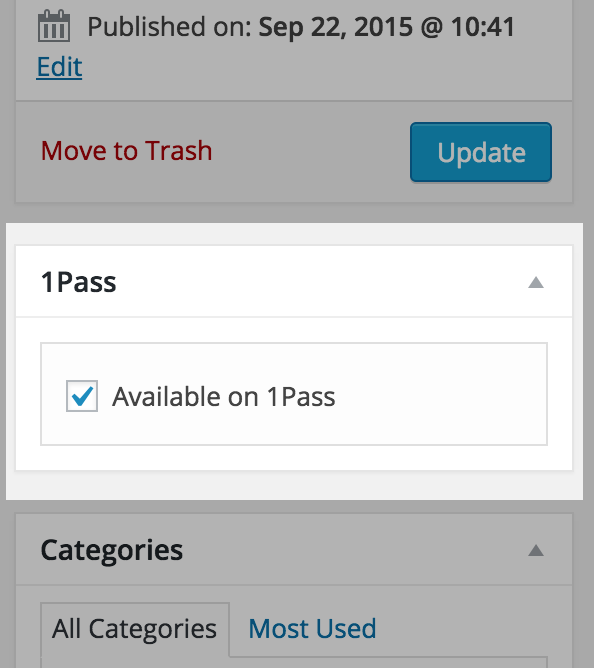 Published on: Sep 22, 2015 @ 10:41
Edit
Move to Trash
Update
1Pass
Available on 1Pass
Categories
All Categories
Most Used